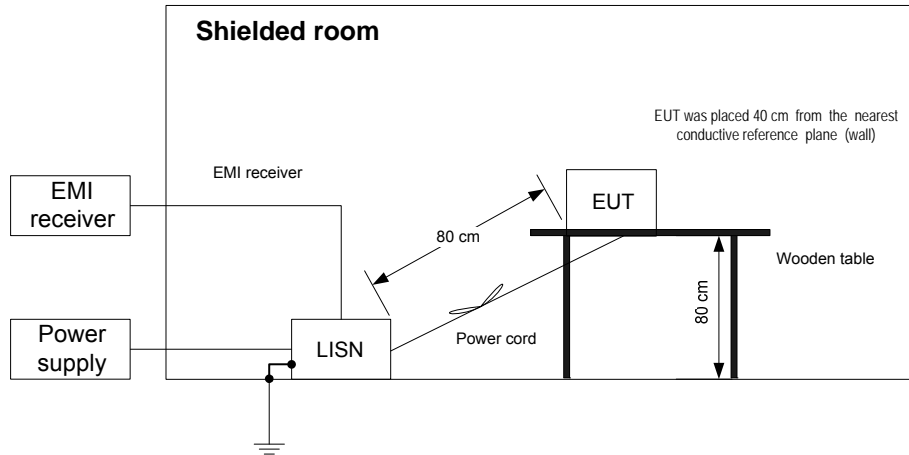 Shielded room
EUT was placed 40 cm from the nearest
conductive reference plane (wall)
EMI receiver
EMI
receiver
EUT
80 cm
Wooden table
80 cm
Power
supply
LISN
Power cord